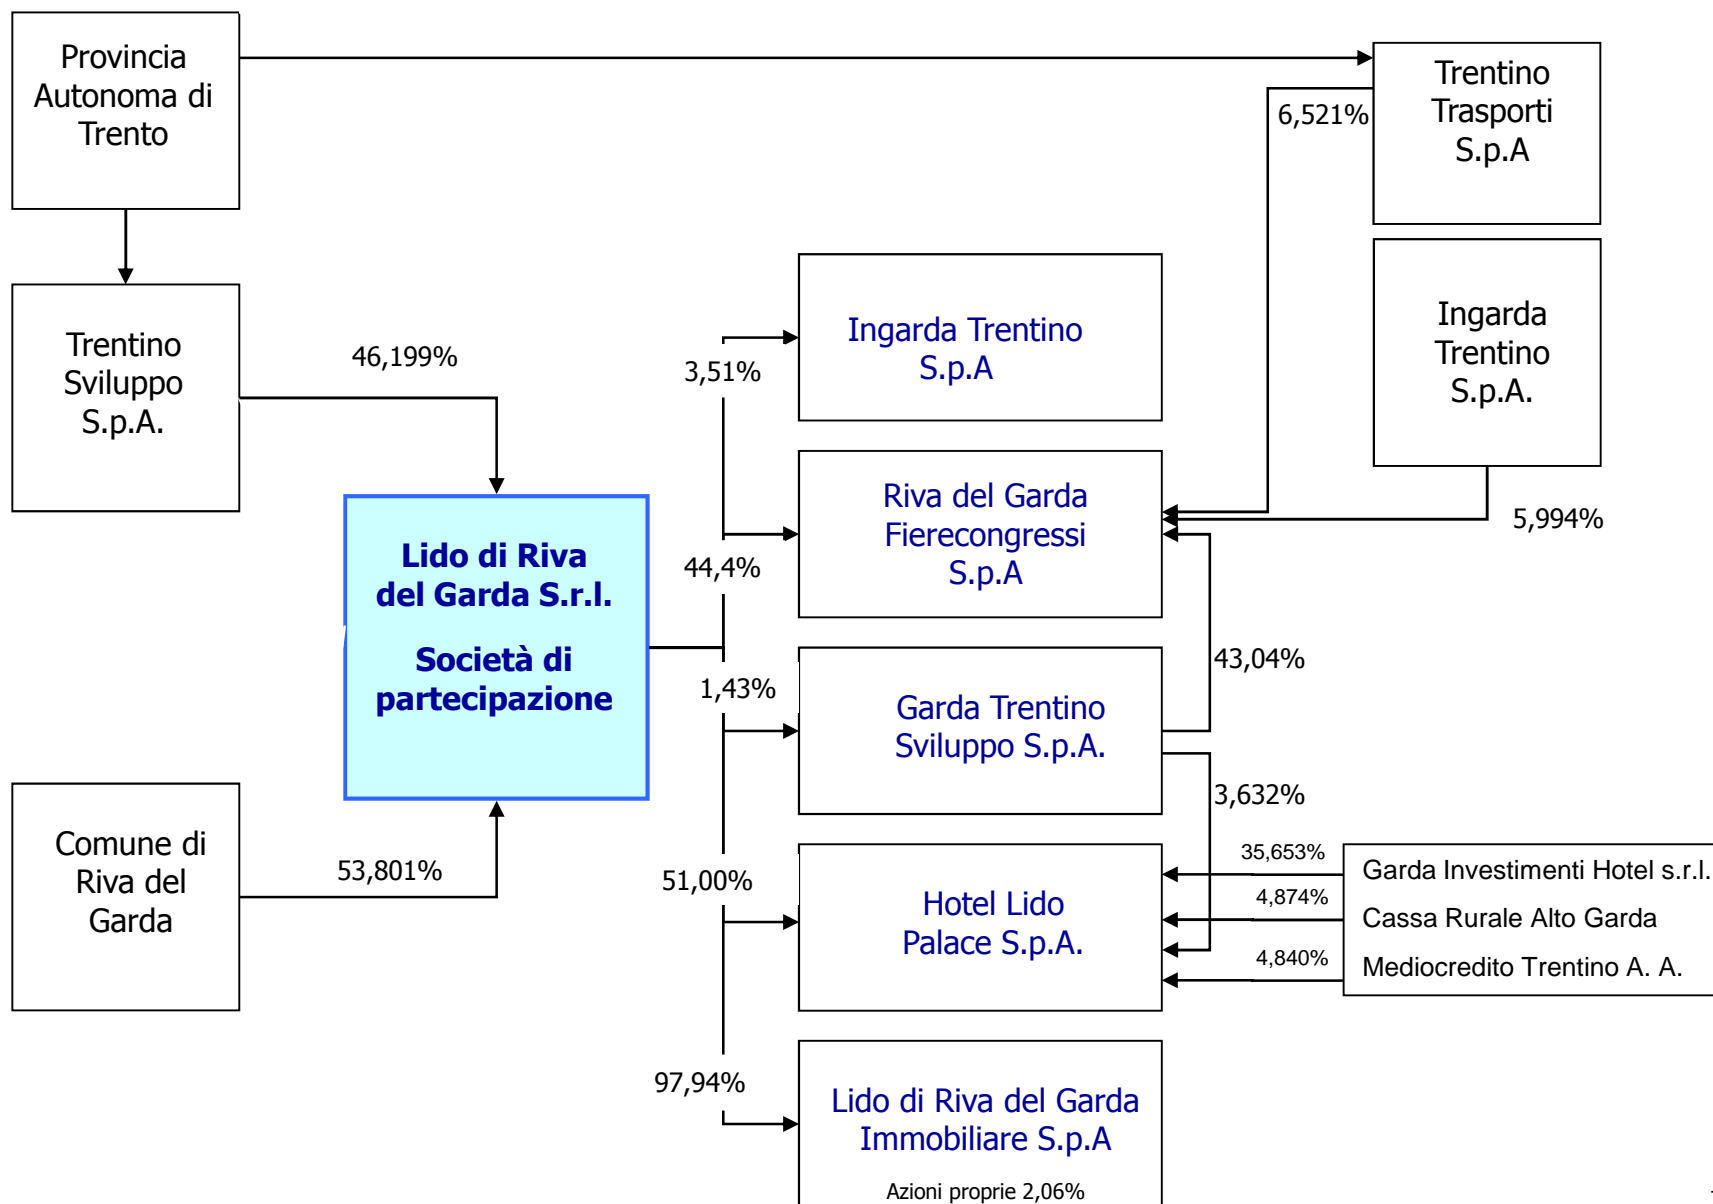 Provincia
Autonoma di
Trento
Trentino
Trasporti
S.p.A
6,521%
Trentino
Sviluppo
S.p.A.
46,199%
Ingarda
Trentino
S.p.A.
5,994%
Ingarda Trentino
S.p.A
3,51%
Riva del Garda
Fierecongressi
S.p.A
44,4%
Lido di Riva
del Garda S.r.l.
Società di
partecipazione
43,04%
1,43%
Garda Trentino
Sviluppo S.p.A.
3,632%
Comune di
Riva del
Garda
53,801%
51,00%
Hotel Lido
Palace S.p.A.
35,653%
Garda Investimenti Hotel s.r.l.
4,874%
Cassa Rurale Alto Garda
4,840%
Mediocredito Trentino A. A.
97,94%
Lido di Riva del Garda
Immobiliare S.p.A
Azioni proprie 2,06%